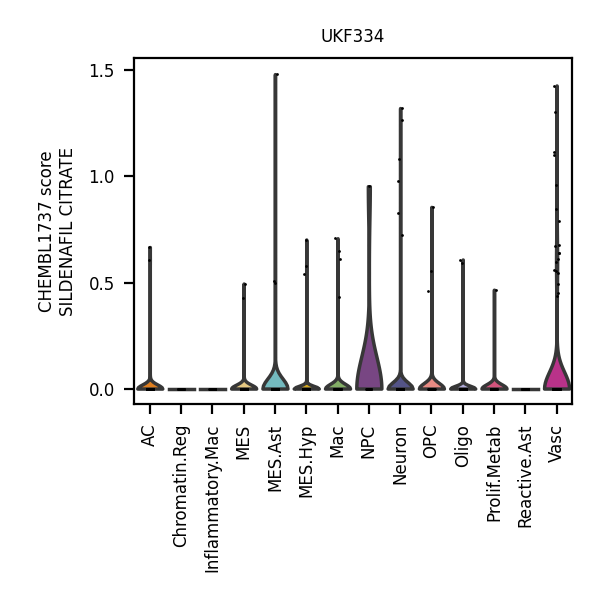 UKF334
CHEMBL1737 score
SILDENAFIL CITRATE
1.5
1.0
0.5
0.0
AC
Chromatin.Reg
Inflammatory.Mac
MES
MES.Ast
MES.Hyp
Mac
NPC
Neuron
OPC
Oligo
Prolif.Metab
Reactive.Ast
Vasc